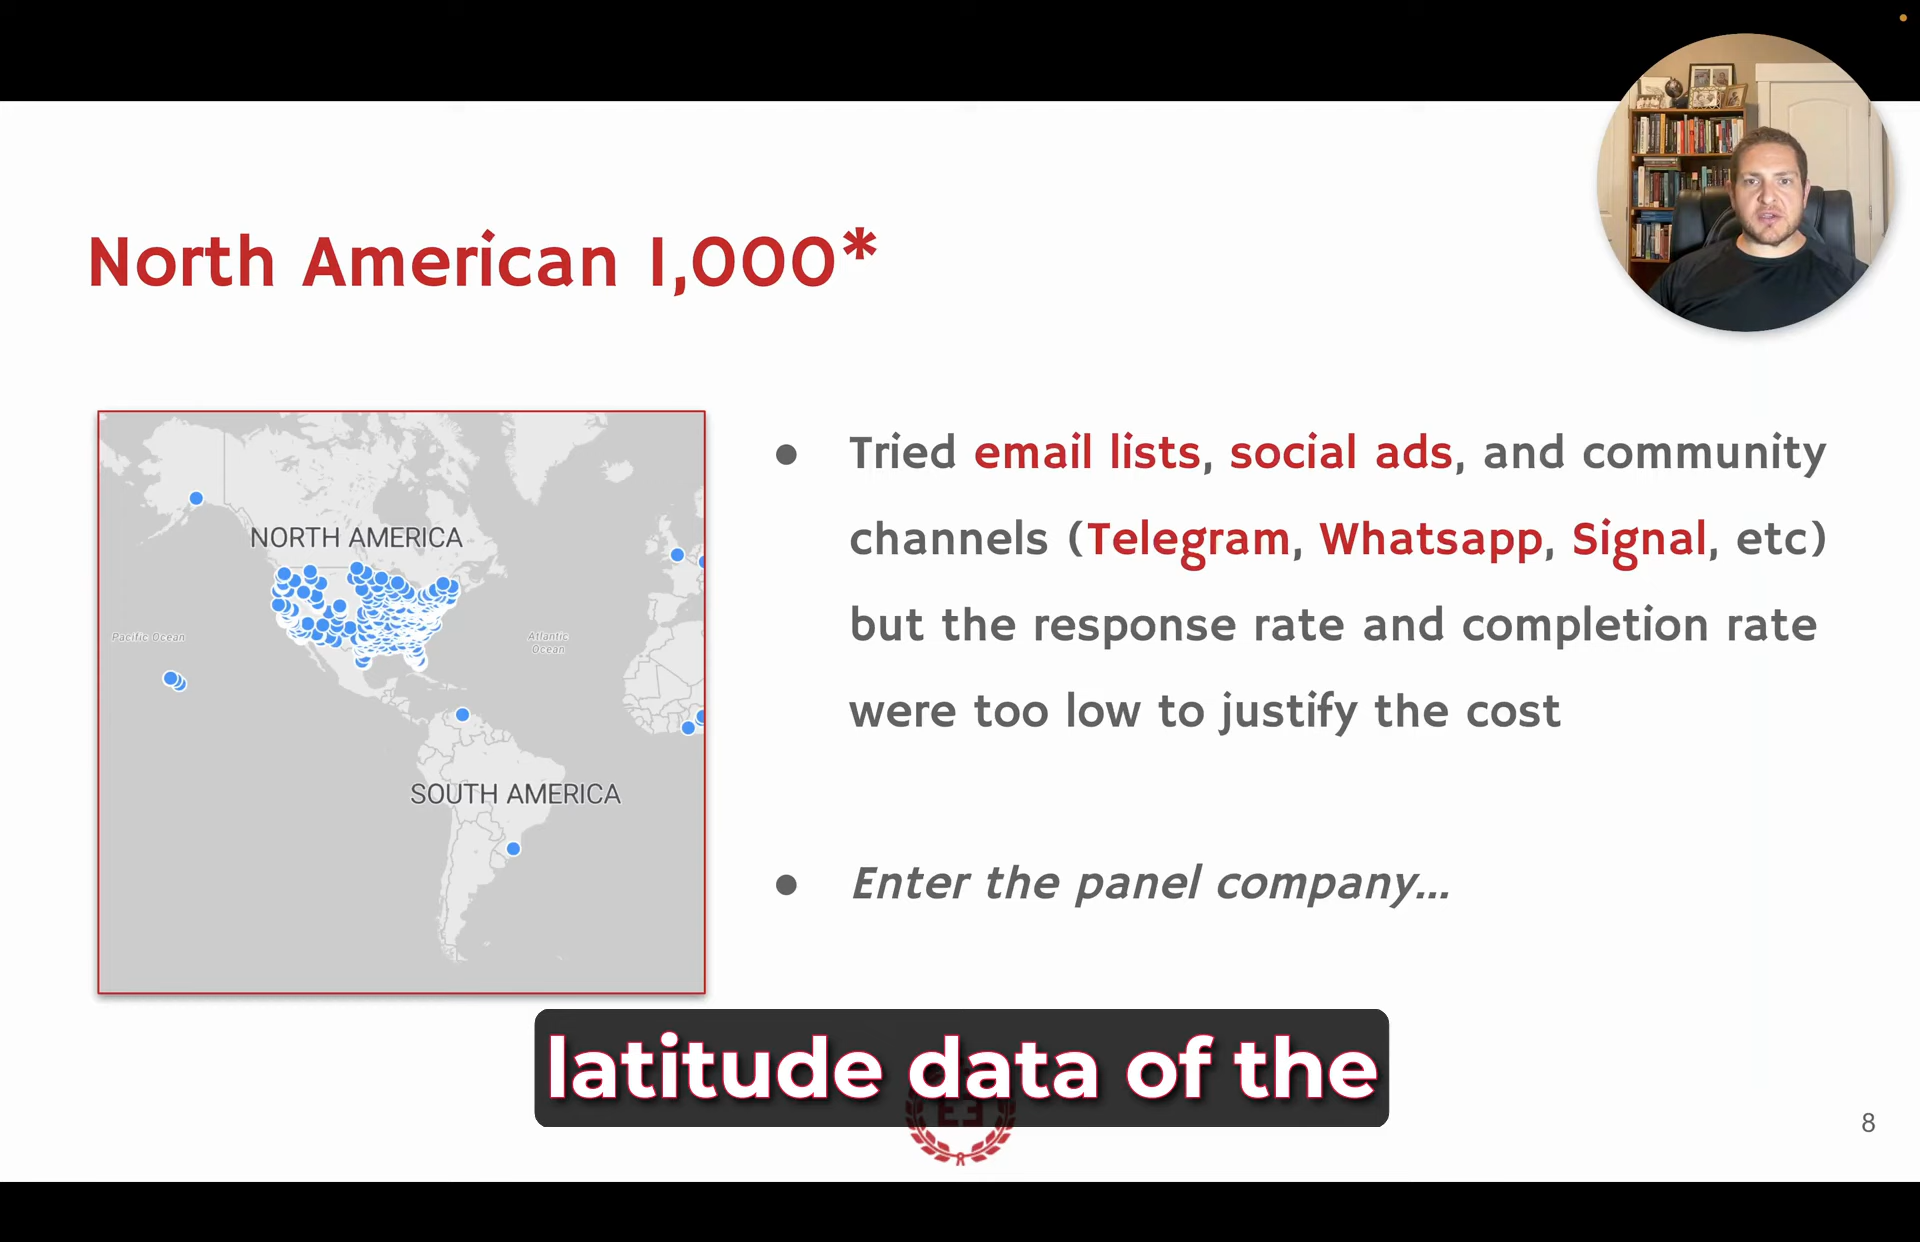 North American 1,000*
NORTH AMERICA
Pacific Ocean
Atlantic
Ocean
SOUTH AMERICA
● Tried email lists, social ads, and community
channels (Telegram, Whatsapp, Signal, etc)
but the response rate and completion rate
were too low to justify the cost
● Enter the panel company...
latitude data of the
8